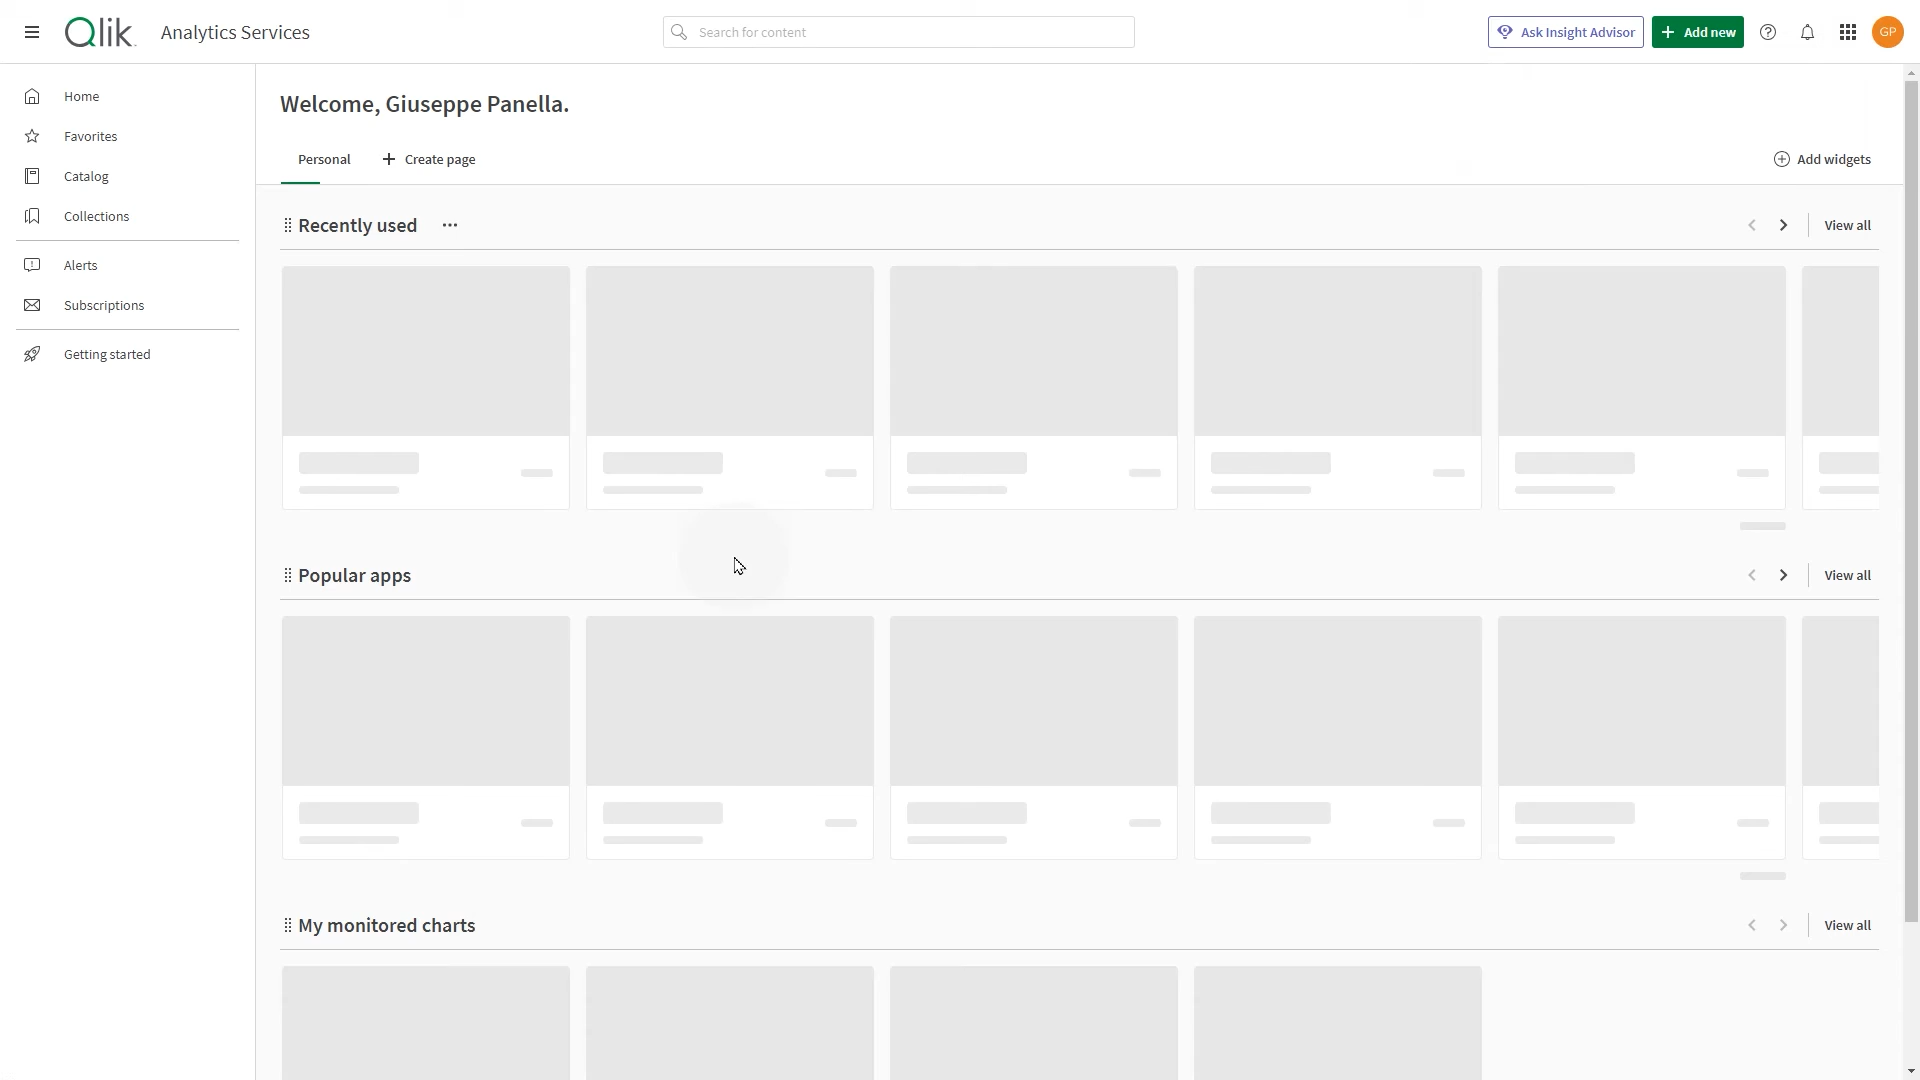 Qlik
Analytics Services
Search for content
Ask Insight Advisor
Add new
GP
Home
Favorites
Catalog
Collections
Alerts
Subscriptions
Getting started
Welcome, Giuseppe Panella.
Personal
Create page
Add widgets
Recently used
View all
Popular apps
View all
My monitored charts
View all